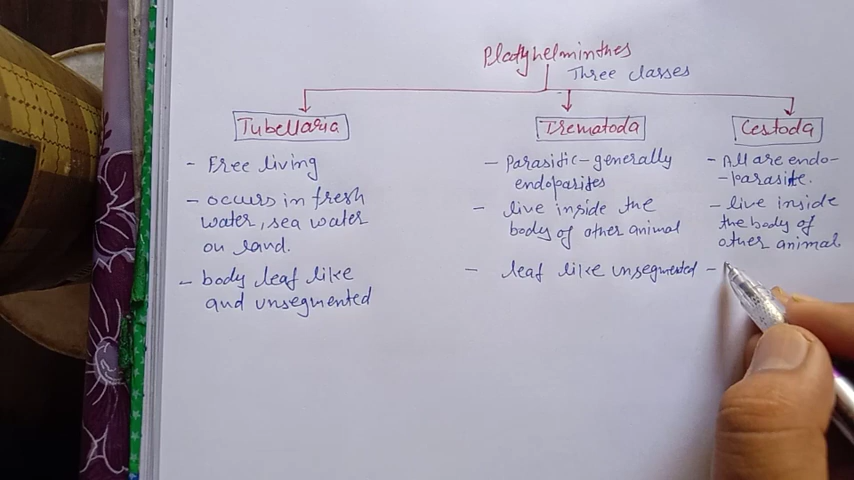 Platyhelminthes
Three classes
Tubellaria
- Free living
- occurs in fresh
water, sea water
on land.
- body leaf like
and unsegmented
Trematoda
- Parasitic-generally
endoparites
- live inside the
body of other animal
- leaf like unsegmented
Cestoda
- All are endo-
-parasite.
- live inside
the body of
other animal
-